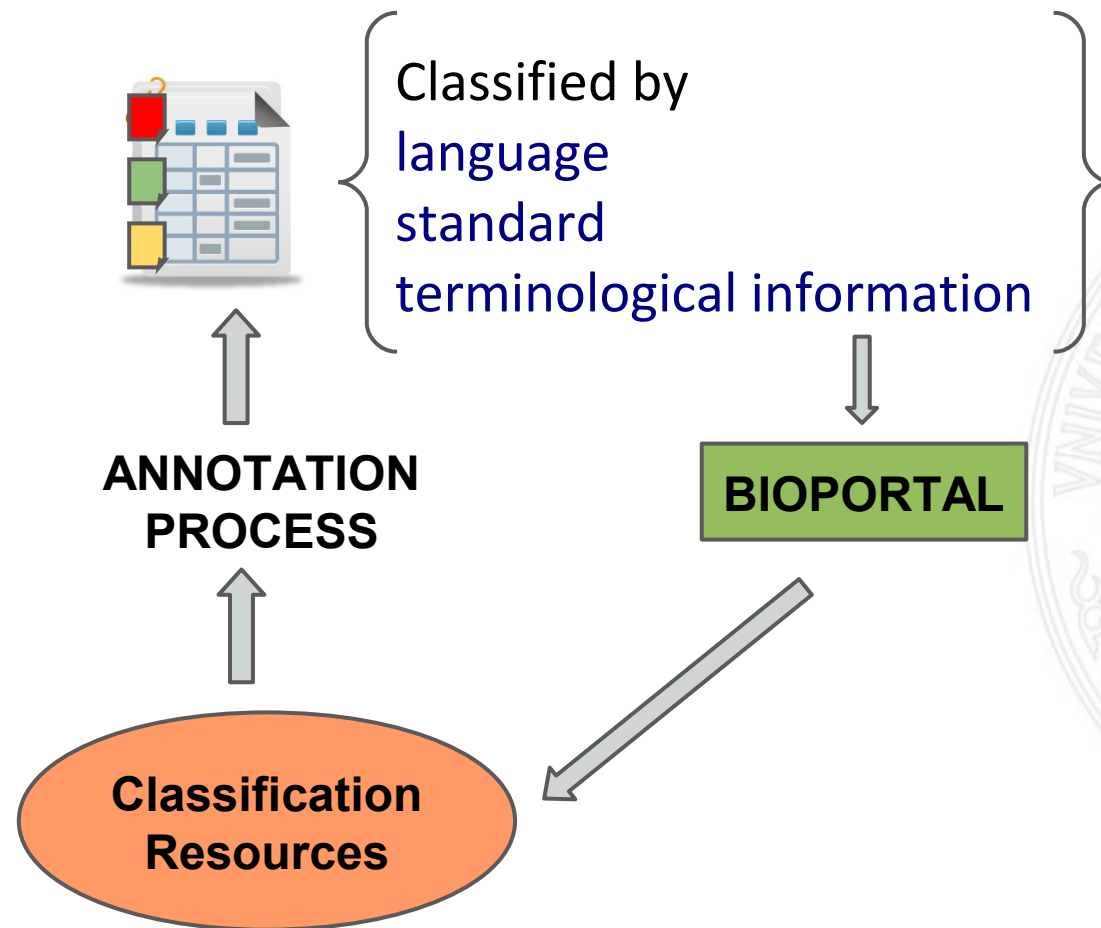 Classified by
language
standard
terminological information
ANNOTATION
PROCESS
BIOPORTAL
Classification
Resources